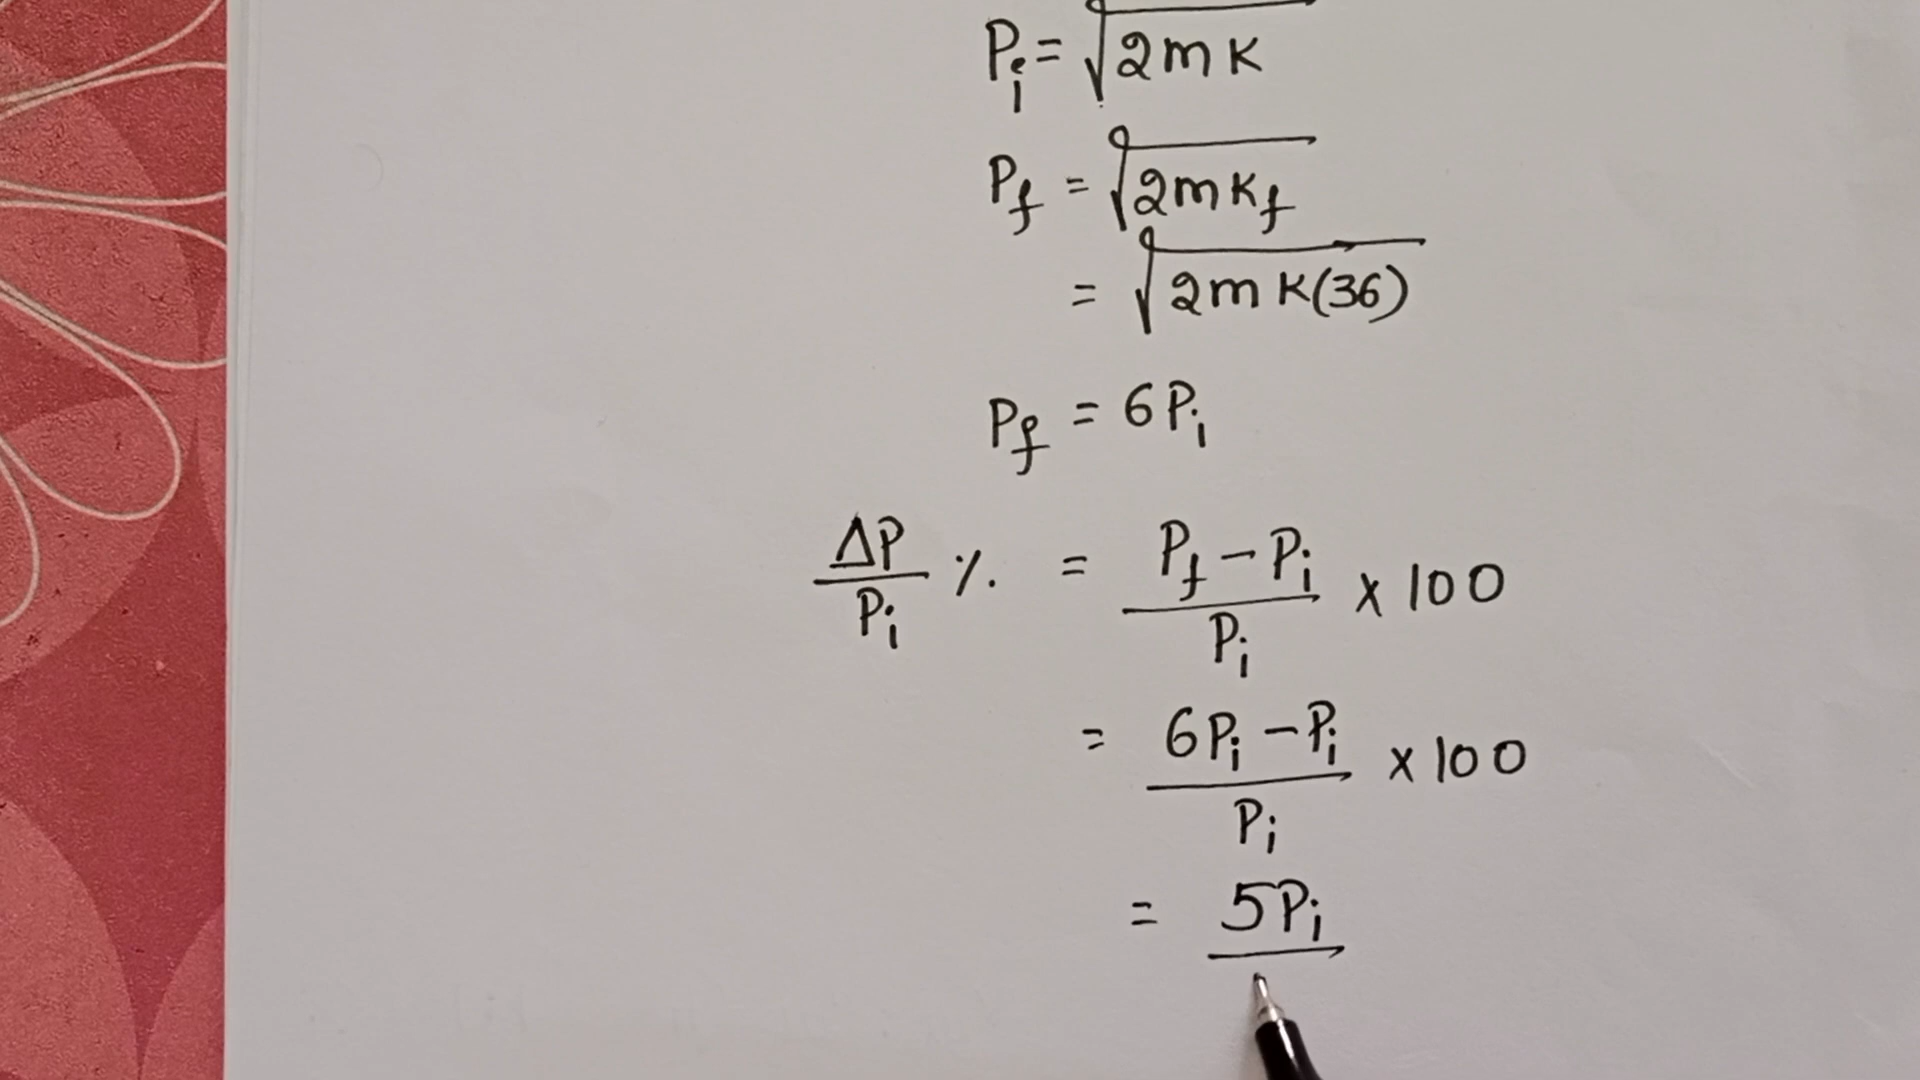 Pi = √2mK
Pf = √2mKf
= √2mK(36)
Pf = 6Pi
ΔP/Pi % = Pf – Pi/Pi x 100
= 6Pi – Pi/Pi x 100
= 5Pi